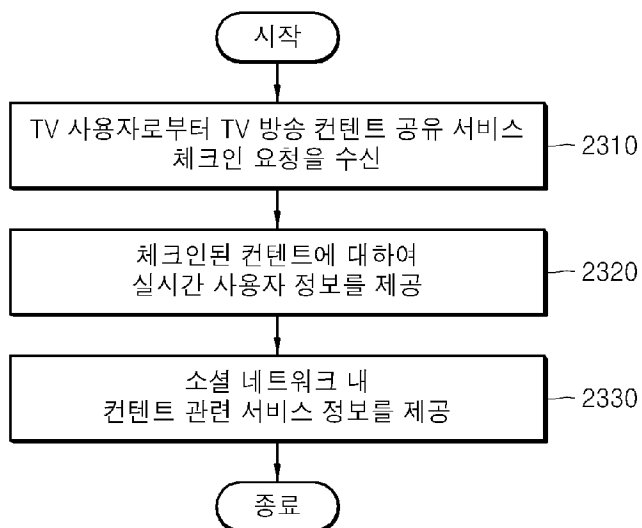 시작
TV 사용자로부터 TV 방송 컨텐트 공유 서비스
체크인 요청을 수신
2310
체크인된 컨텐트에 대하여
실시간 사용자 정보를 제공
2320
소셜 네트워크 내
컨텐트 관련 서비스 정보를 제공
2330
종료